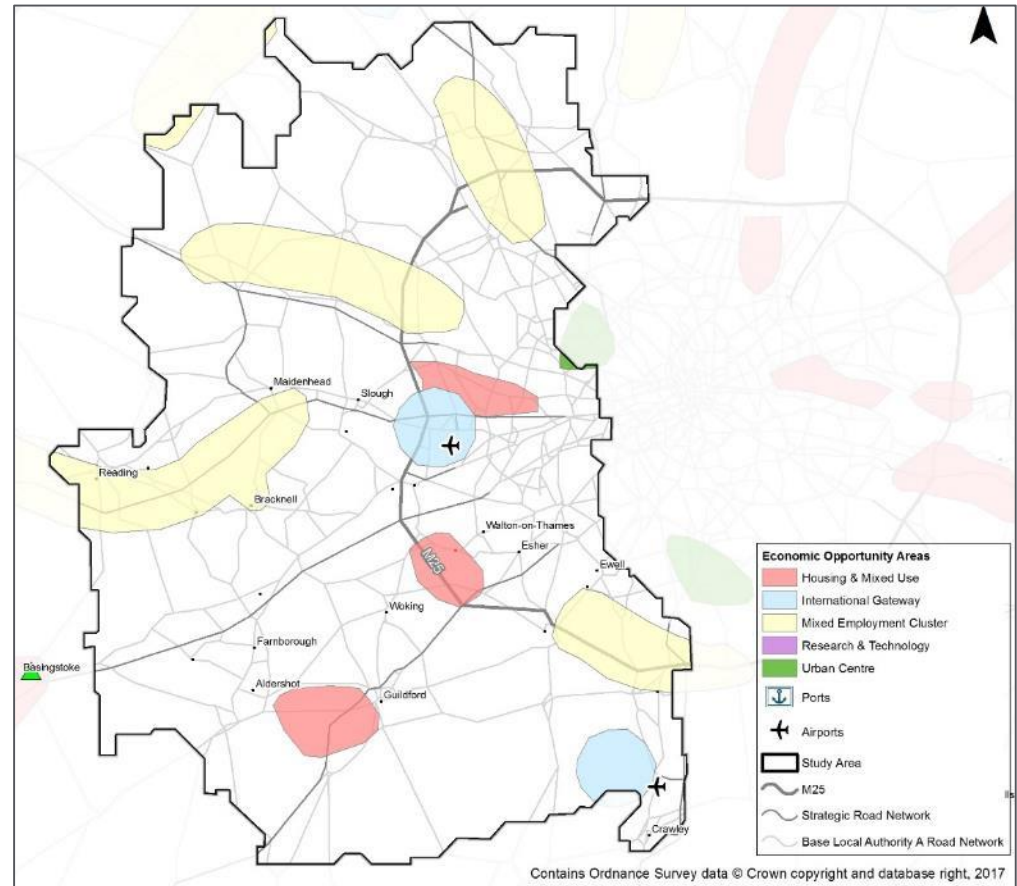 Maidenhead
Slough
Reading
Bracknell
Walton-on-Thames
Esher
Ewell
M25
Woking
Farnborough
Basingstoke
Aldershot
Guildford
Crawley
Economic Opportunity Areas
Housing & Mixed Use
International Gateway
Mixed Employment Cluster
Research & Technology
Urban Centre
Ports
Airports
Study Area
M25
Strategic Road Network
Base Local Authority A Road Network
Contains Ordnance Survey data © Crown copyright and database right, 2017